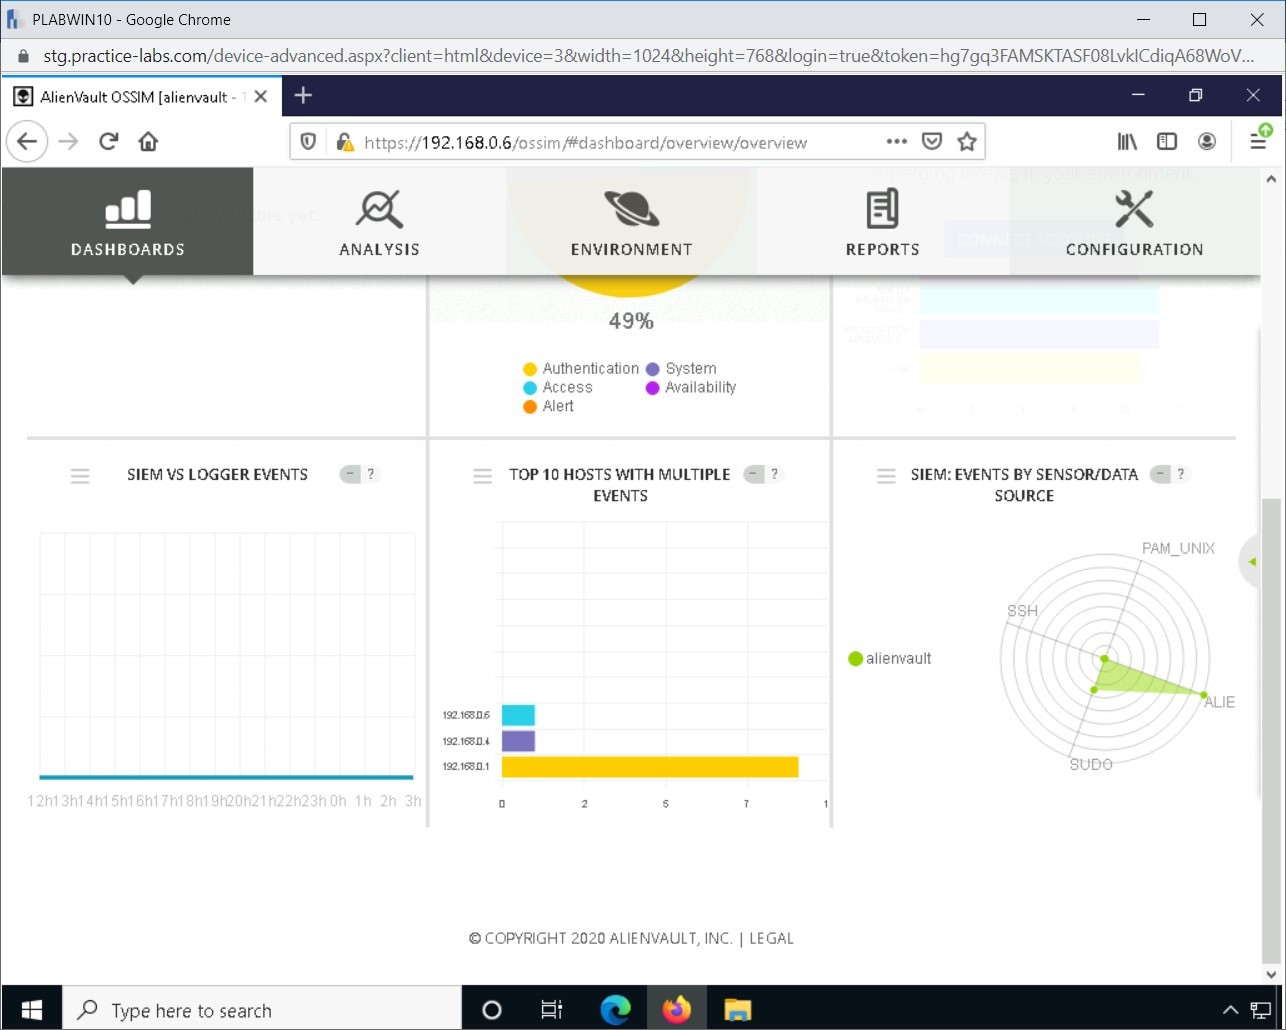 PLABWIN10 - Google Chrome
stg.practice-labs.com/device-advanced.aspx?client=html&device=3&width=1024&height=768&login=true&token=hg7gq3FAMSKTASF08LvkICdiqA68WoV...
AlienVault OSSIM [alienvault -
https://192.168.0.6/ossim/#dashboard/overview/overview
emerging threats in your environment
DASHBOARDS
ANALYSIS
ENVIRONMENT
REPORTS
CONFIGURATION
49%
Authentication System
Access Availability
Alert
SIEM VS LOGGER EVENTS - ?
TOP 10 HOSTS WITH MULTIPLE EVENTS - ?
SIEM: EVENTS BY SENSOR/DATA SOURCE - ?
12h 13h 14h 15h 16h 17h 18h 19h 20h 21h 22h 23h 0h 1h 2h 3h
192.168.0.6
192.168.0.4
192.168.0.1
0 2 5 7 1
PAM_UNIX
SSH
alienvault
ALIE
SUDO
© COPYRIGHT 2020 ALIENVAULT, INC. | LEGAL
Type here to search